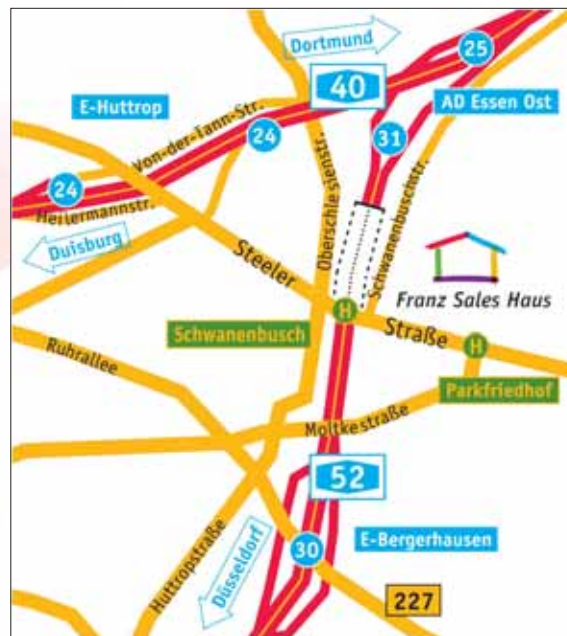 Dortmund
25
40
E-Huttrop
AD Essen Ost
Von-der-Tann-Str.
24
31
24
Heilermannstr.
Oberschlesienstr.
Schwanenbuschstr.
Duisburg
Steeler
Franz Sales Haus
H
Straße
Schwanenbusch
H
Ruhrallee
Parkfriedhof
Moltkestraße
52
Düsseldorf
30
E-Bergerhausen
Huttropstraße
227